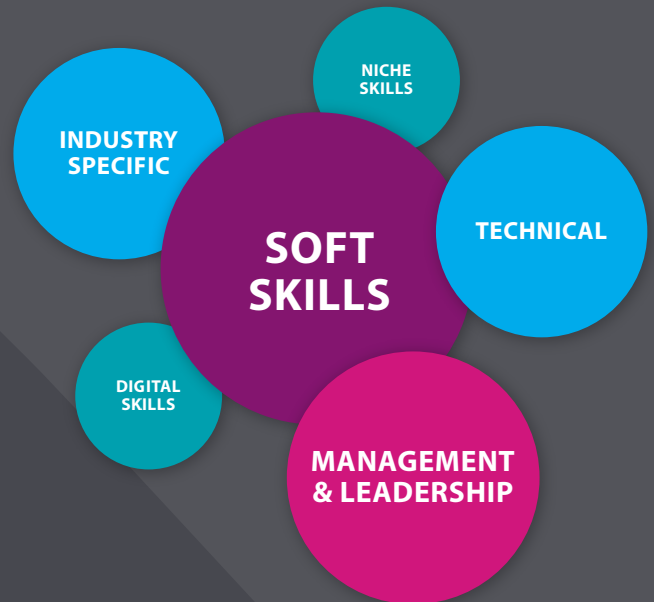 NICHE
SKILLS
INDUSTRY
SPECIFIC
TECHNICAL
SOFT
SKILLS
DIGITAL
SKILLS
MANAGEMENT
& LEADERSHIP